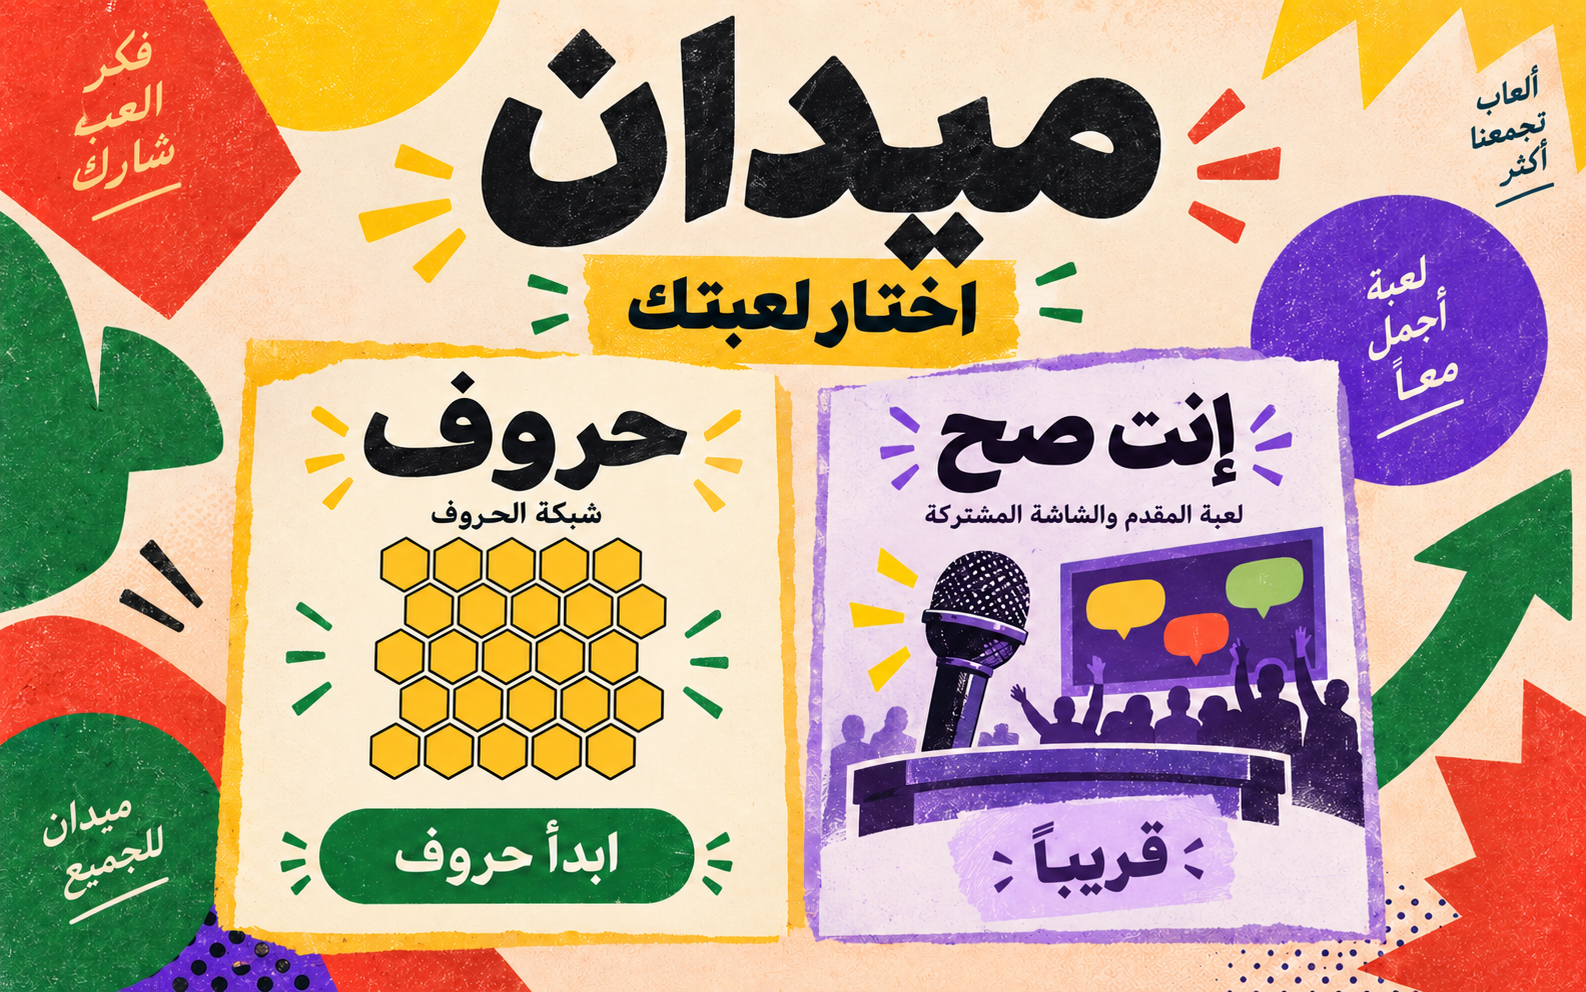 ميدان
اختار لعبتك
فكر
العب
شارك
ألعاب
تجمعنا
أكثر
لعبة
أجمل
معاً
إنت صح
لعبة المقدم والشاشة المشتركة
قريباً
حروف
شبكة الحروف
ابدأ حروف
ميدان
للجميع